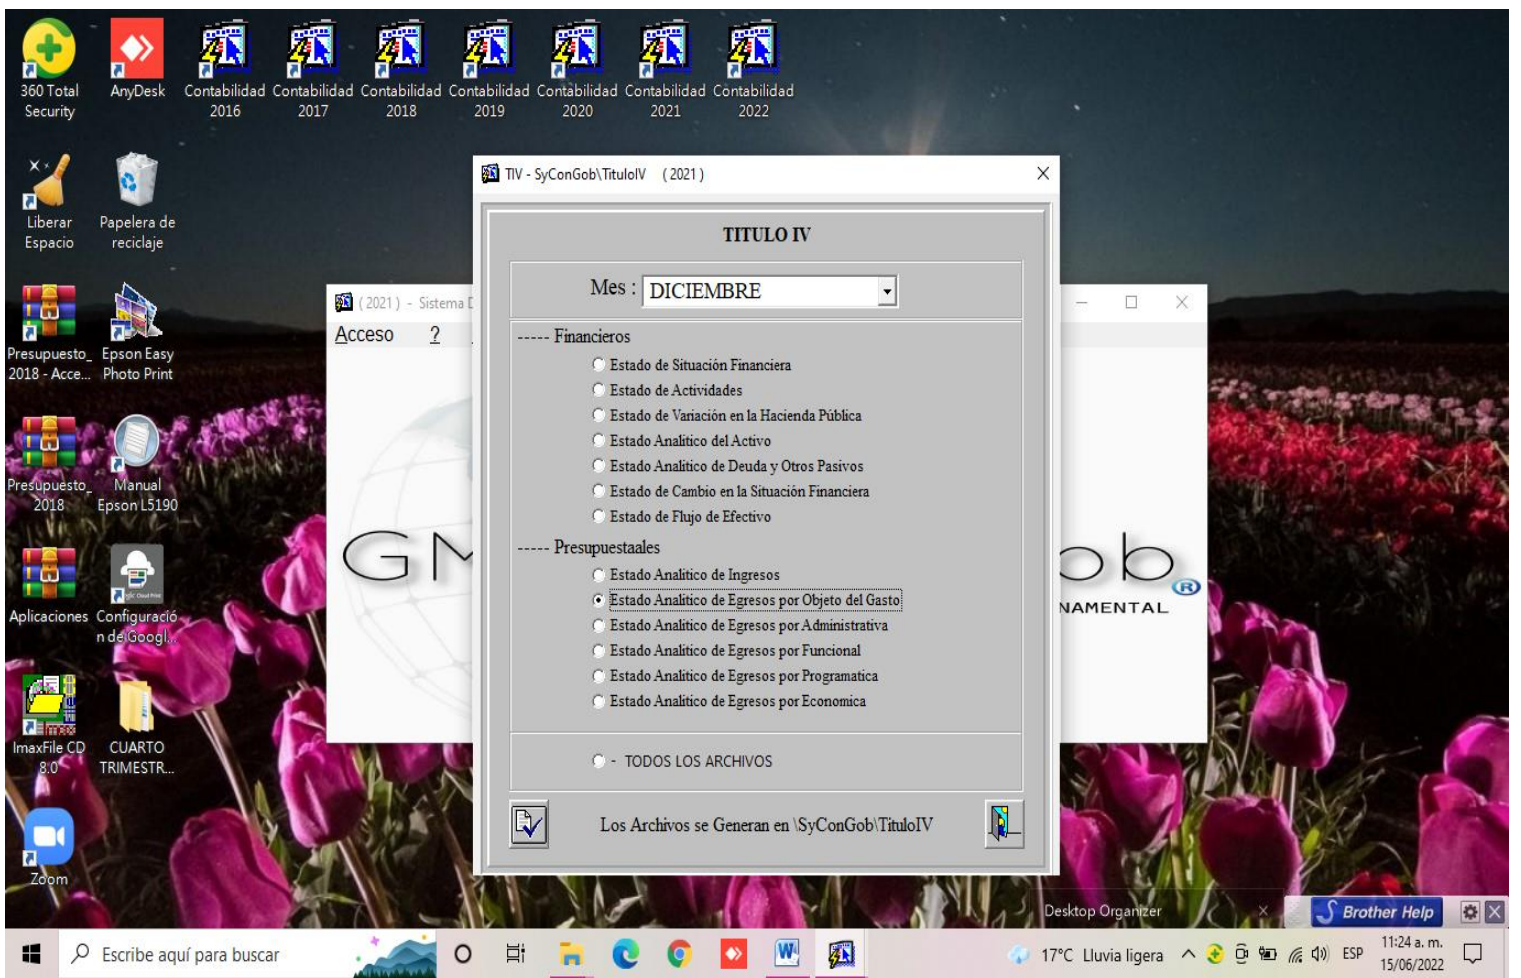 360 Total
Security
AnyDesk
Contabilidad
2016
Contabilidad
2017
Contabilidad
2018
Contabilidad
2019
Contabilidad
2020
Contabilidad
2021
Contabilidad
2022
Liberar
Espacio
Papelera de
reciclaje
Presupuesto_
2018 - Acce...
Epson Easy
Photo Print
Presupuesto_
2018
Manual
Epson L5190
Aplicaciones
Configuració
n de Googl...
ImaxFile CD
8.0
CUARTO
TRIMESTR...
Zoom
( 2021 ) - Sistema D
Acceso ?
GM
ob
®
NAMENTAL
TIV - SyConGob\TituloIV ( 2021 )
TITULO IV
Mes : DICIEMBRE
----- Financieros
Estado de Situación Financiera
Estado de Actividades
Estado de Variación en la Hacienda Pública
Estado Analitico del Activo
Estado Analitico de Deuda y Otros Pasivos
Estado de Cambio en la Situación Financiera
Estado de Flujo de Efectivo
----- Presupuestaales
Estado Analitico de Ingresos
Estado Analitico de Egresos por Objeto del Gasto
Estado Analitico de Egresos por Administrativa
Estado Analitico de Egresos por Funcional
Estado Analitico de Egresos por Programatica
Estado Analitico de Egresos por Economica
- TODOS LOS ARCHIVOS
Los Archivos se Generan en \SyConGob\TituloIV
Desktop Organizer
Brother Help
Escribe aquí para buscar
17°C Lluvia ligera
ESP
11:24 a. m.
15/06/2022